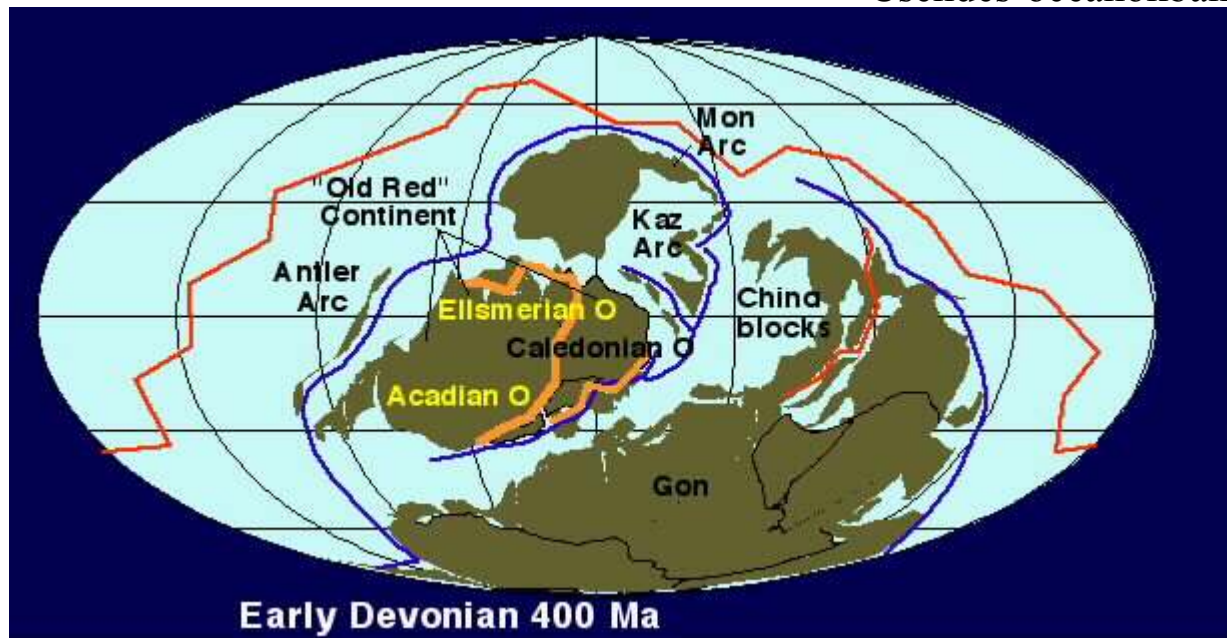 Mon
Arc
"Old Red"
Continent
Kaz
Arc
Antler
Arc
China
blocks
Ellsmerian O
Caledonian O
Acadian O
Gon
Early Devonian 400 Ma